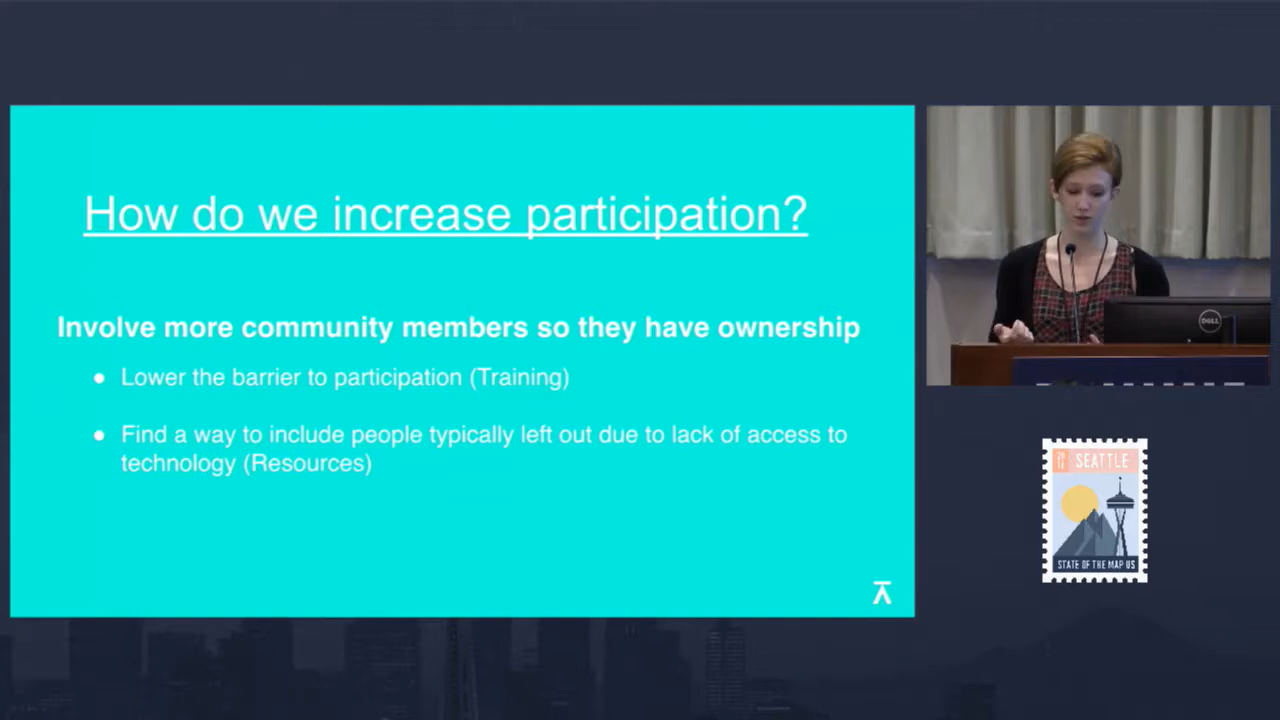 How do we increase participation?
Involve more community members so they have ownership
● Lower the barrier to participation (Training)
● Find a way to include people typically left out due to lack of access to
technology (Resources)
DELL
SEATTLE
STATE OF THE MAP US